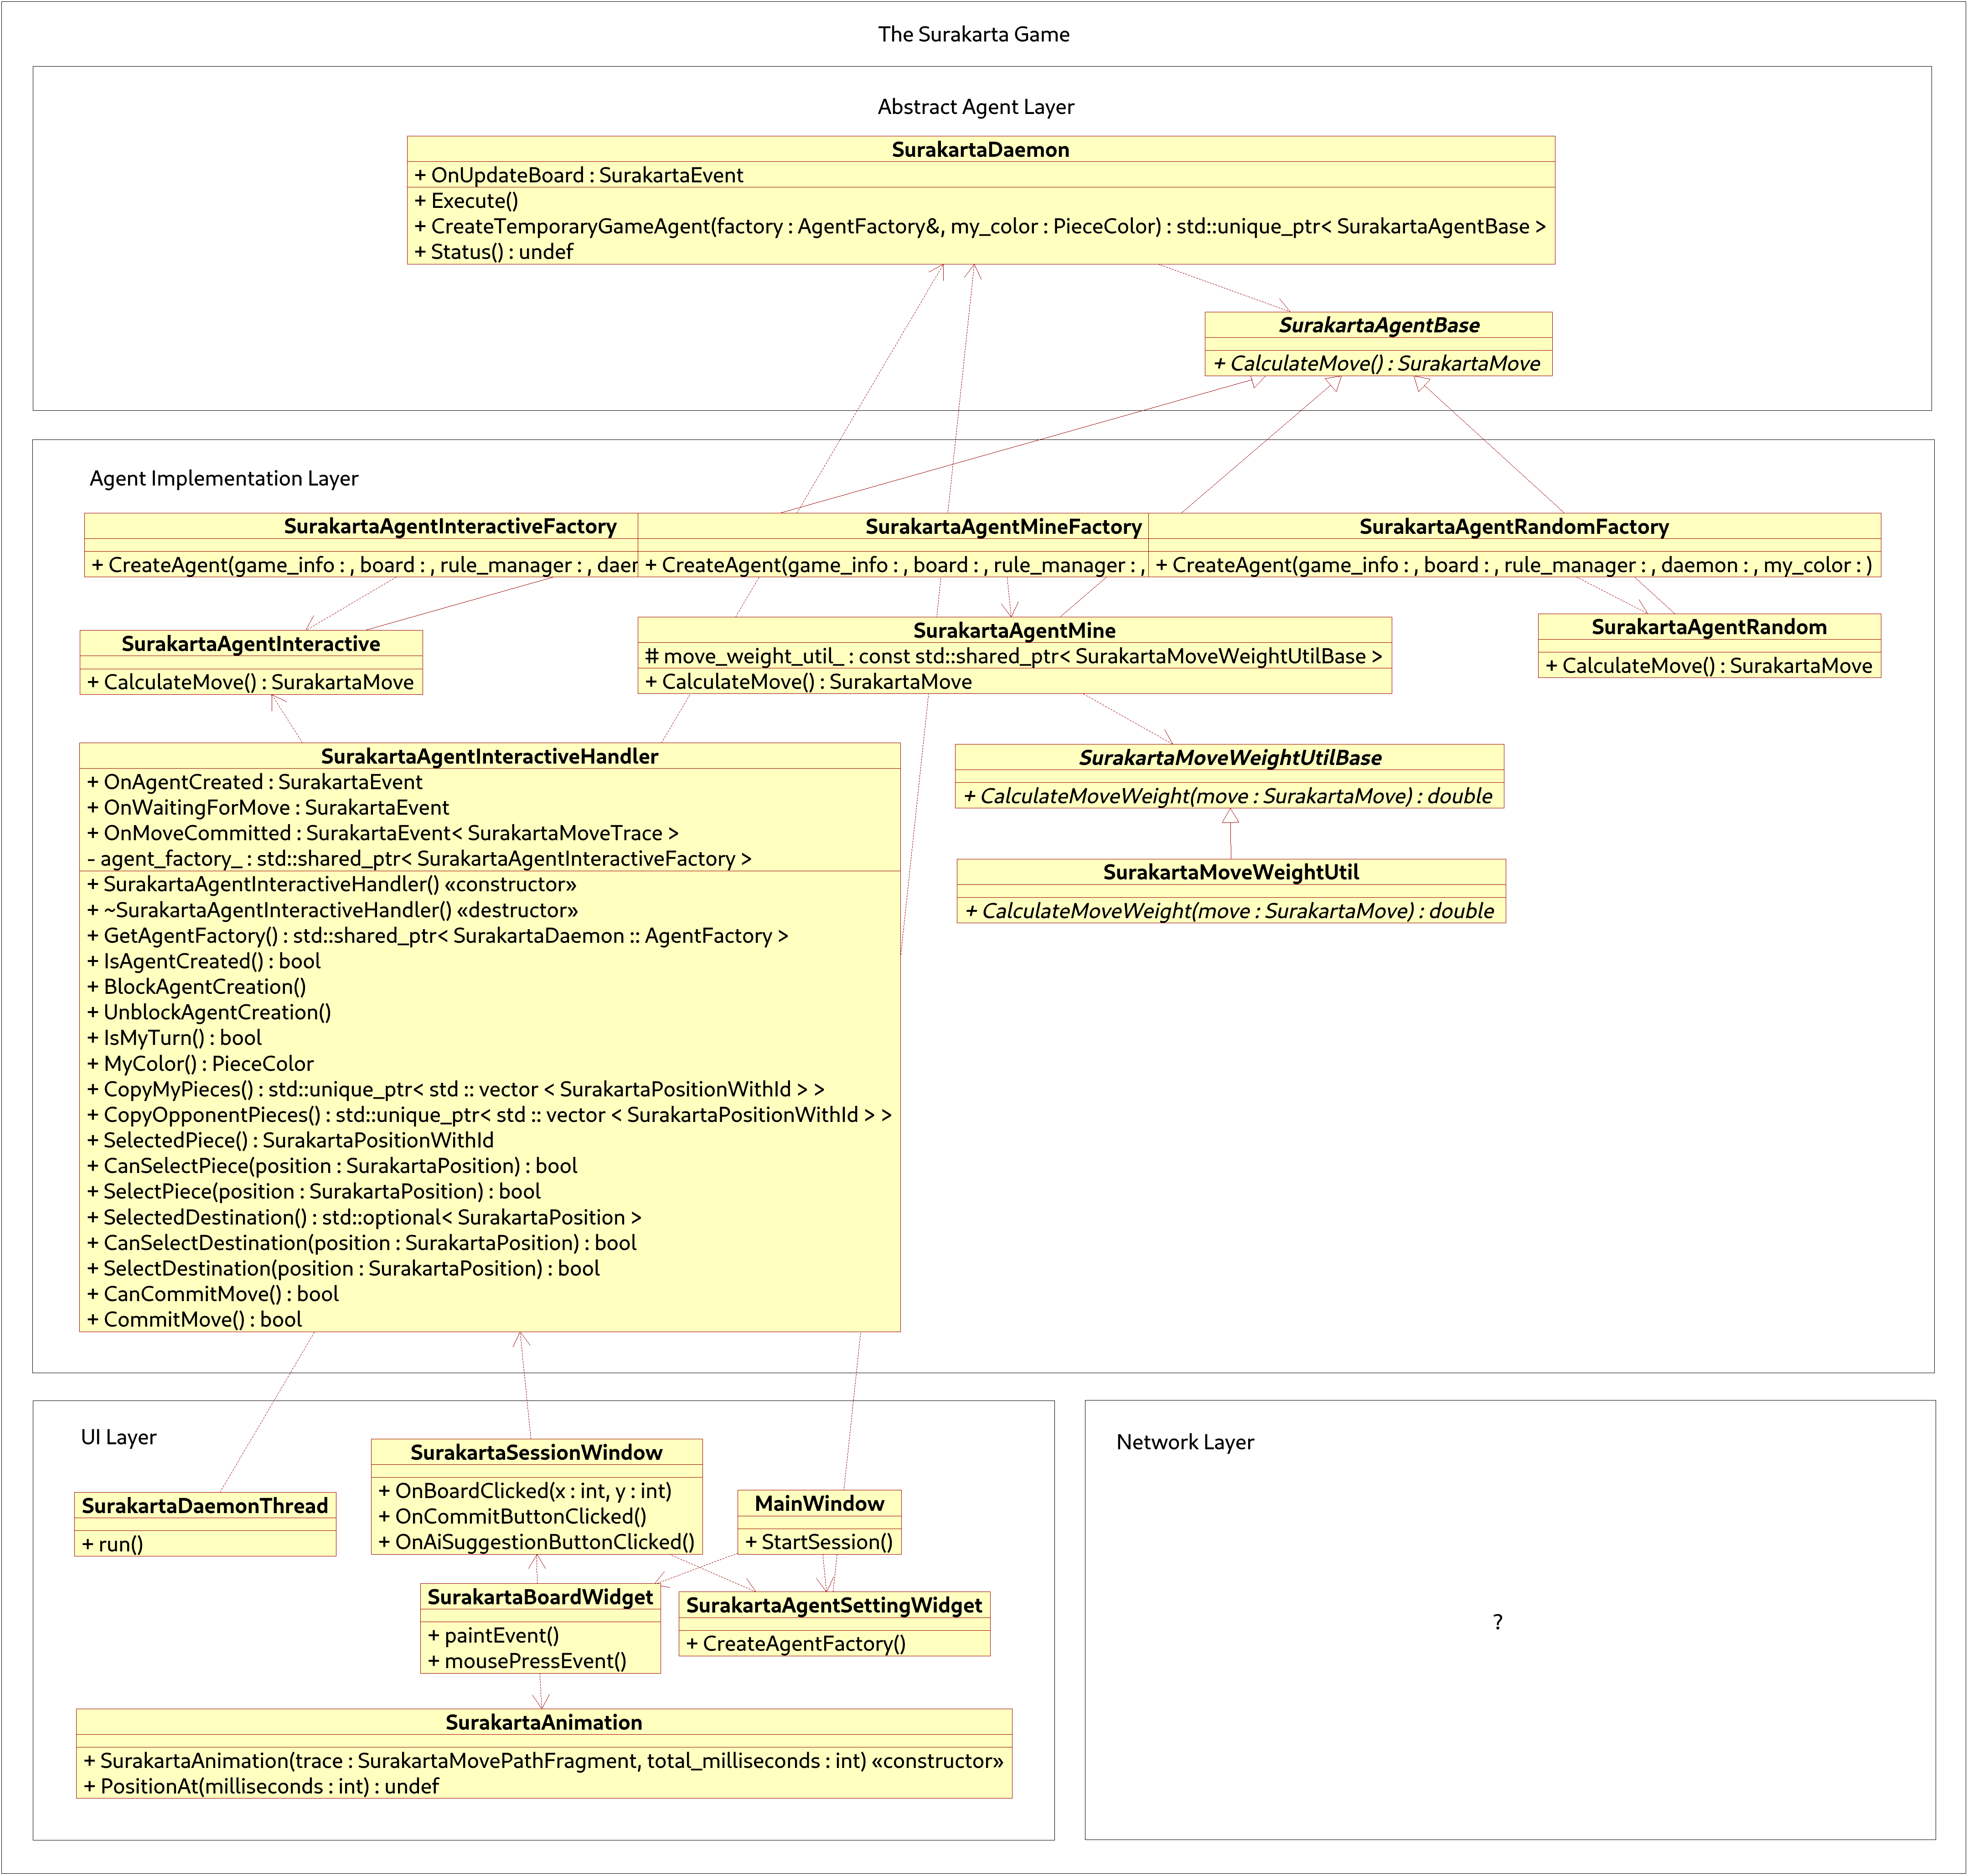 The Surakarta Game
Abstract Agent Layer
SurakartaDaemon
+ OnUpdateBoard : SurakartaEvent
+ Execute()
+ CreateTemporaryGameAgent(factory : AgentFactory&, my_color : PieceColor) : std::unique_ptr< SurakartaAgentBase >
+ Status() : undef
SurakartaAgentBase
+ CalculateMove() : SurakartaMove
Agent Implementation Layer
SurakartaAgentInteractiveFactory
+ CreateAgent(game_info : , board : , rule_manager : , daer
SurakartaAgentMineFactory
+ CreateAgent(game_info : , board : , rule_manager : ,
SurakartaAgentRandomFactory
+ CreateAgent(game_info : , board : , rule_manager : , daemon : , my_color : )
SurakartaAgentInteractive
+ CalculateMove() : SurakartaMove
SurakartaAgentMine
# move_weight_util_ : const std::shared_ptr< SurakartaMoveWeightUtilBase >
+ CalculateMove() : SurakartaMove
SurakartaAgentRandom
+ CalculateMove() : SurakartaMove
SurakartaAgentInteractiveHandler
+ OnAgentCreated : SurakartaEvent
+ OnWaitingForMove : SurakartaEvent
+ OnMoveCommitted : SurakartaEvent< SurakartaMoveTrace >
- agent_factory_ : std::shared_ptr< SurakartaAgentInteractiveFactory >
+ SurakartaAgentInteractiveHandler() «constructor»
+ ~SurakartaAgentInteractiveHandler() «destructor»
+ GetAgentFactory() : std::shared_ptr< SurakartaDaemon :: AgentFactory >
+ IsAgentCreated() : bool
+ BlockAgentCreation()
+ UnblockAgentCreation()
+ IsMyTurn() : bool
+ MyColor() : PieceColor
+ CopyMyPieces() : std::unique_ptr< std :: vector < SurakartaPositionWithId > >
+ CopyOpponentPieces() : std::unique_ptr< std :: vector < SurakartaPositionWithId > >
+ SelectedPiece() : SurakartaPositionWithId
+ CanSelectPiece(position : SurakartaPosition) : bool
+ SelectPiece(position : SurakartaPosition) : bool
+ SelectedDestination() : std::optional< SurakartaPosition >
+ CanSelectDestination(position : SurakartaPosition) : bool
+ SelectDestination(position : SurakartaPosition) : bool
+ CanCommitMove() : bool
+ CommitMove() : bool
SurakartaMoveWeightUtilBase
+ CalculateMoveWeight(move : SurakartaMove) : double
SurakartaMoveWeightUtil
+ CalculateMoveWeight(move : SurakartaMove) : double
UI Layer
SurakartaDaemonThread
+ run()
SurakartaSessionWindow
+ OnBoardClicked(x : int, y : int)
+ OnCommitButtonClicked()
+ OnAiSuggestionButtonClicked()
MainWindow
+ StartSession()
SurakartaBoardWidget
+ paintEvent()
+ mousePressEvent()
SurakartaAgentSettingWidget
+ CreateAgentFactory()
SurakartaAnimation
+ SurakartaAnimation(trace : SurakartaMovePathFragment, total_milliseconds : int) «constructor»
+ PositionAt(milliseconds : int) : undef
Network Layer
?